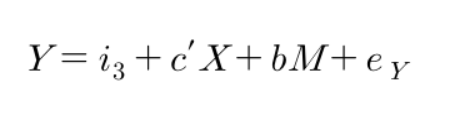 Y = i₃ + c′X + bM + e_Y